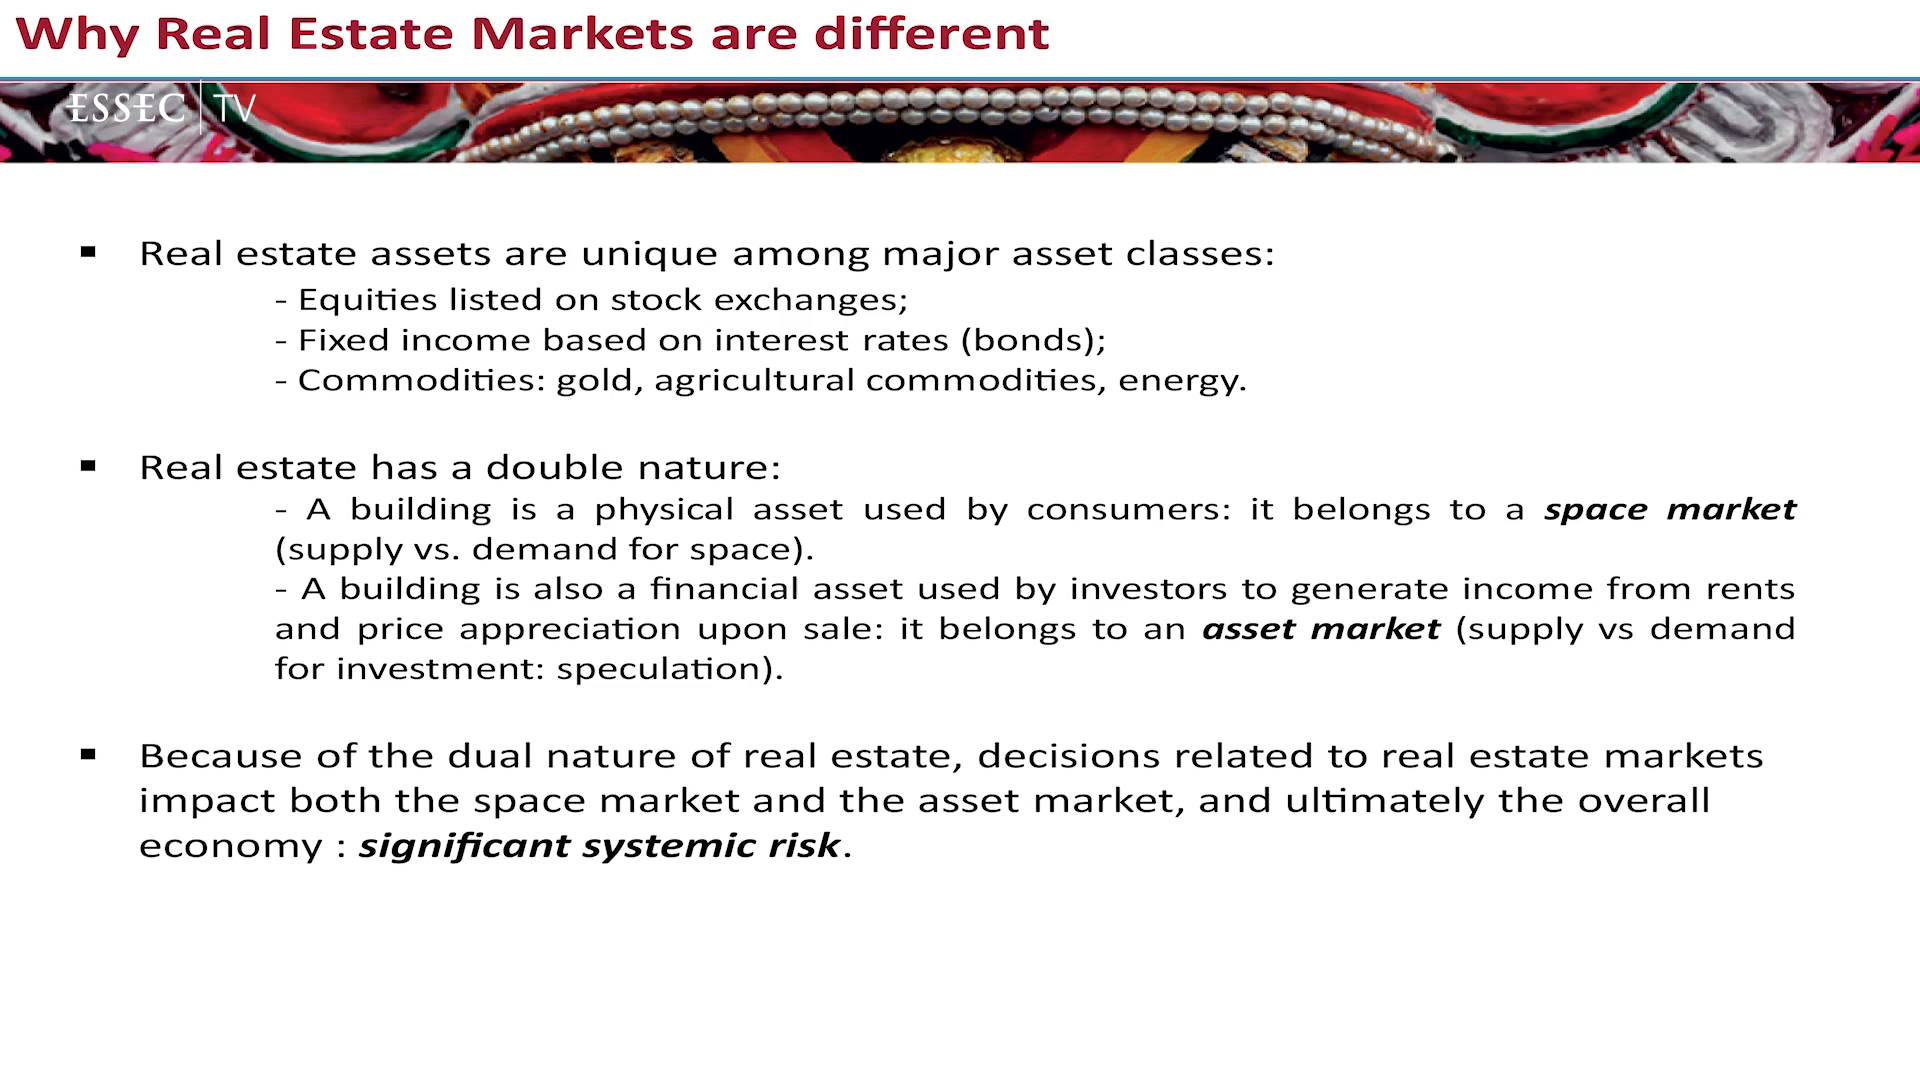 Why Real Estate Markets are different
ESSEC TV
▪ Real estate assets are unique among major asset classes:
- Equities listed on stock exchanges;
- Fixed income based on interest rates (bonds);
- Commodities: gold, agricultural commodities, energy.
▪ Real estate has a double nature:
- A building is a physical asset used by consumers: it belongs to a space market
(supply vs. demand for space).
- A building is also a financial asset used by investors to generate income from rents
and price appreciation upon sale: it belongs to an asset market (supply vs demand
for investment: speculation).
▪ Because of the dual nature of real estate, decisions related to real estate markets
impact both the space market and the asset market, and ultimately the overall
economy : significant systemic risk.